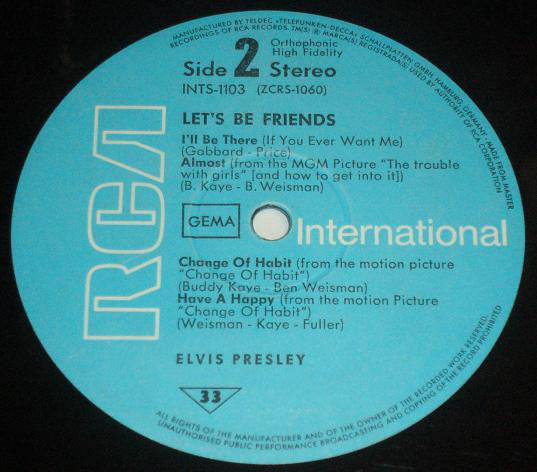 MANUFACTURED BY TELDEC »TELEFUNKEN-DECCA« SCHALLPLATTEN GMBH, HAMBURG, GERMANY - MADE FROM MASTER
RECORDINGS OF RCA RECORDS. TM(S) ® MARCA(S) REGISTRADA(S) USED BY AUTHORITY OF RCA CORPORATION
Side 2 Stereo
Orthophonic
High Fidelity
INTS-1103 (ZCRS-1060)
LET'S BE FRIENDS
I'll Be There (If You Ever Want Me)
(Gabbard - Price)
Almost (from the MGM Picture "The trouble
with girls" [and how to get into it])
(B. Kaye - B. Weisman)
GEMA
RCA
International
Change Of Habit (from the motion picture
"Change Of Habit")
(Buddy Kaye - Ben Weisman)
Have A Happy (from the motion Picture
"Change Of Habit")
(Weisman - Kaye - Fuller)
ELVIS PRESLEY
33
ALL RIGHTS OF THE MANUFACTURER AND OF THE OWNER OF THE RECORDED WORK RESERVED.
UNAUTHORISED PUBLIC PERFORMANCE BROADCASTING AND COPYING OF THE RECORD PROHIBITED